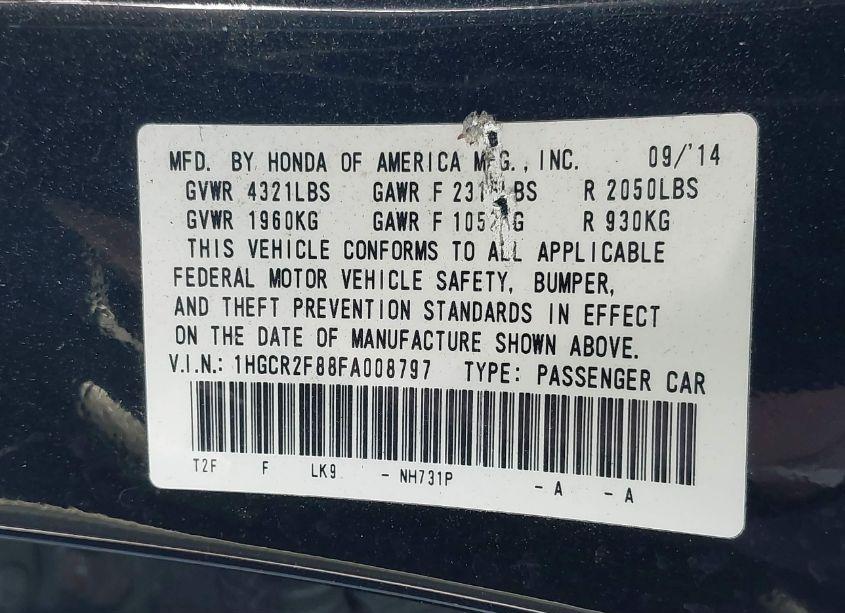 MFD. BY HONDA OF AMERICA INC. 09/'14
GVWR 4321LBS GAWR F R 2050LBS
GVWR 1960KG GAWR F R 930KG
THIS VEHICLE CONFORMS TO ALL APPLICABLE
FEDERAL MOTOR VEHICLE SAFETY, BUMPER,
AND THEFT PREVENTION STANDARDS IN EFFECT
ON THE DATE OF MANUFACTURE SHOWN ABOVE.
V.I.N.: 1HGCR2F88FA008797 TYPE: PASSENGER CAR
T2F F LK9 - NH731P - A - A